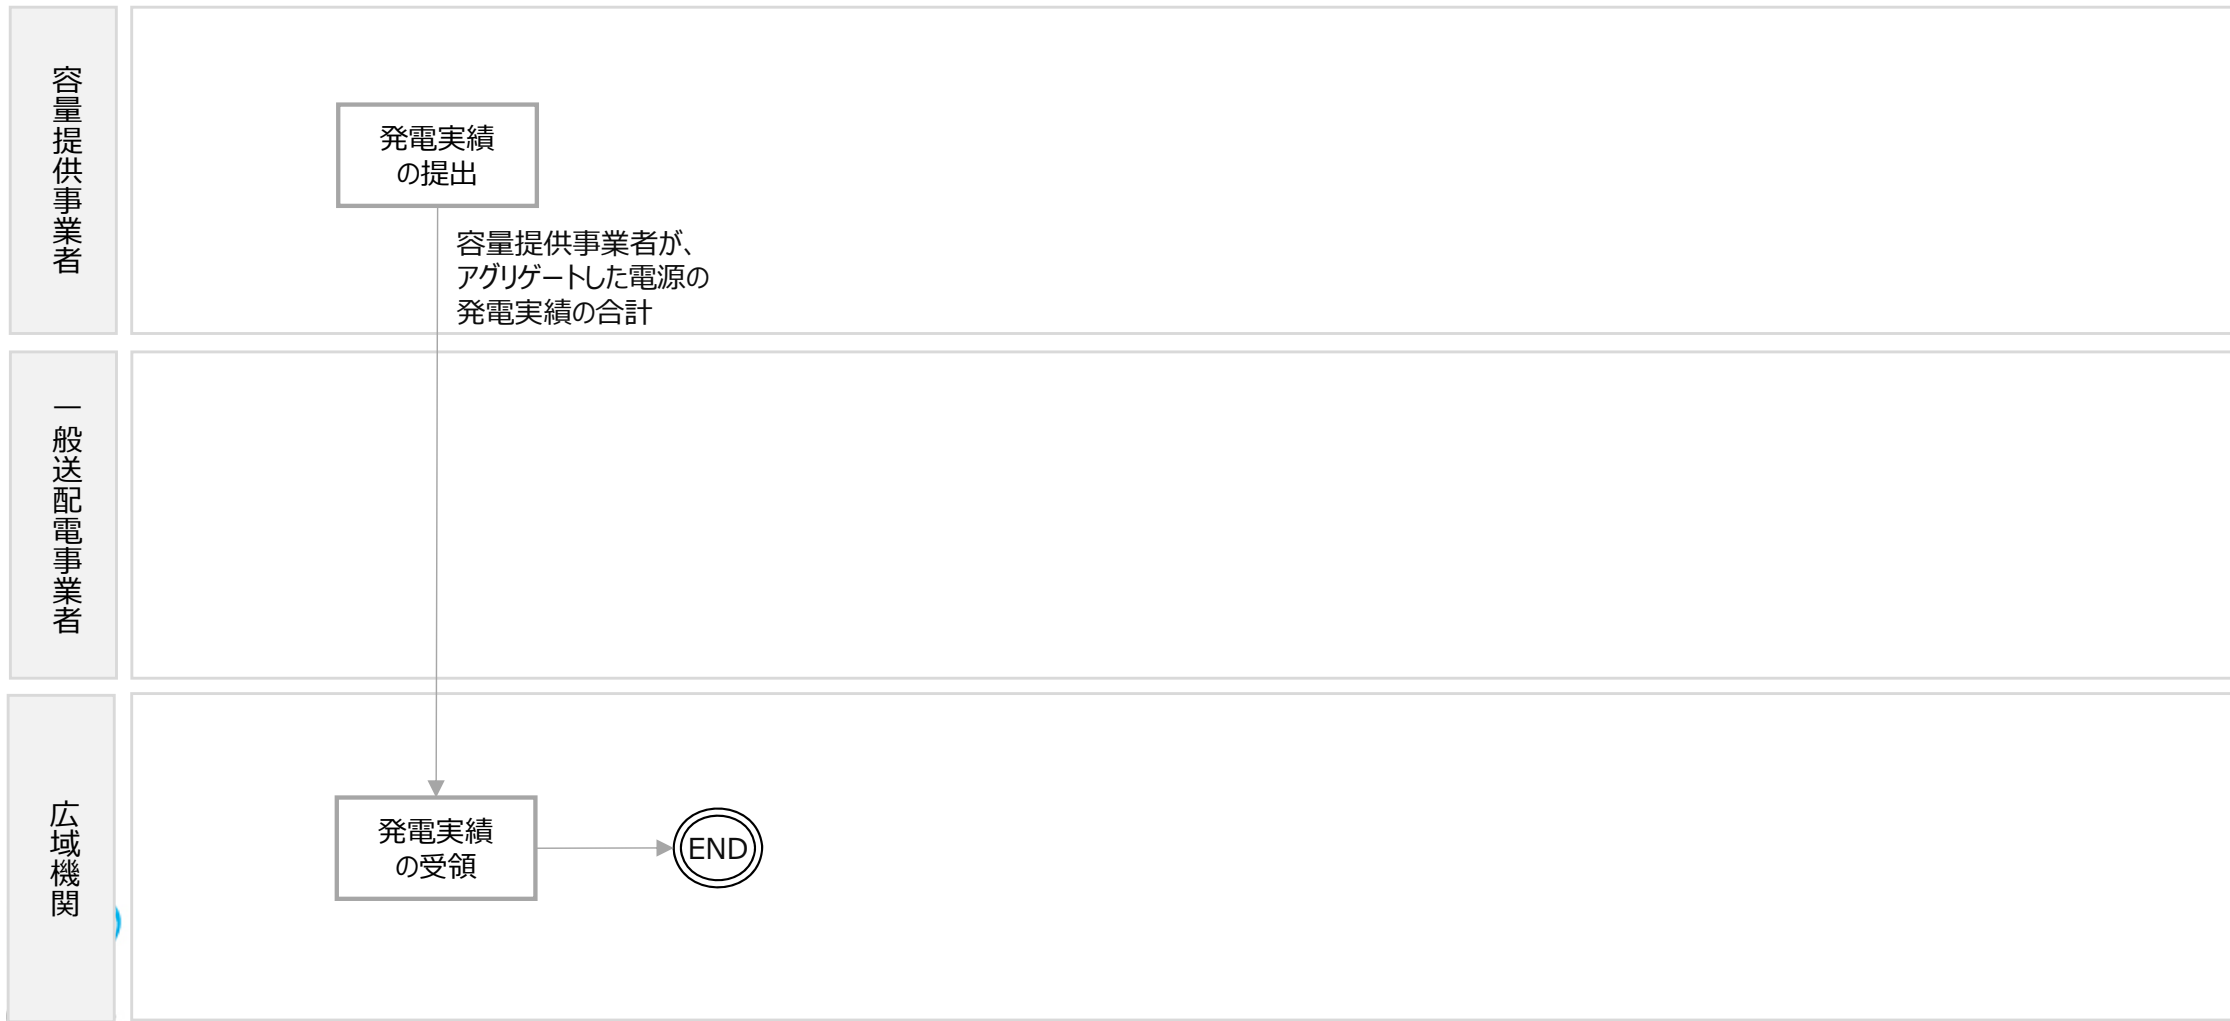 容量提供事業者
発電実績
の提出
容量提供事業者が、
アグリゲートした電源の
発電実績の合計
一般送配電事業者
広域機関
発電実績
の受領
END